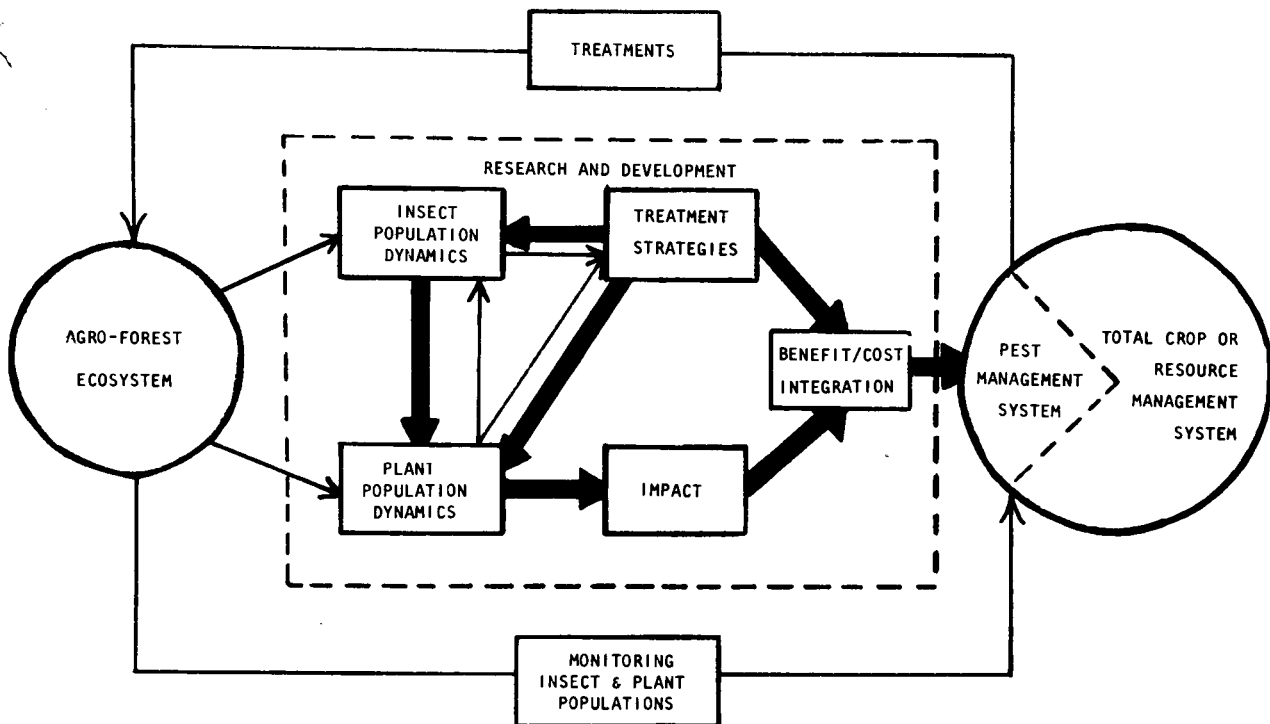 TREATMENTS
RESEARCH AND DEVELOPMENT
INSECT
POPULATION
DYNAMICS
TREATMENT
STRATEGIES
AGRO-FOREST
ECOSYSTEM
BENEFIT/COST
INTEGRATION
PEST
MANAGEMENT
SYSTEM
TOTAL CROP OR
RESOURCE
MANAGEMENT
SYSTEM
PLANT
POPULATION
DYNAMICS
IMPACT
MONITORING
INSECT & PLANT
POPULATIONS